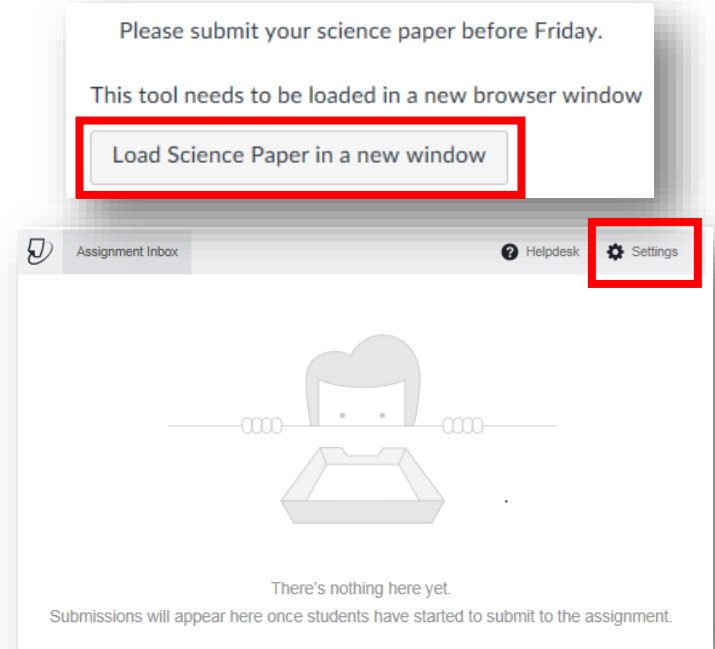 Please submit your science paper before Friday.
This tool needs to be loaded in a new browser window
Load Science Paper in a new window
Assignment Inbox
Helpdesk
Settings
There's nothing here yet.
Submissions will appear here once students have started to submit to the assignment.